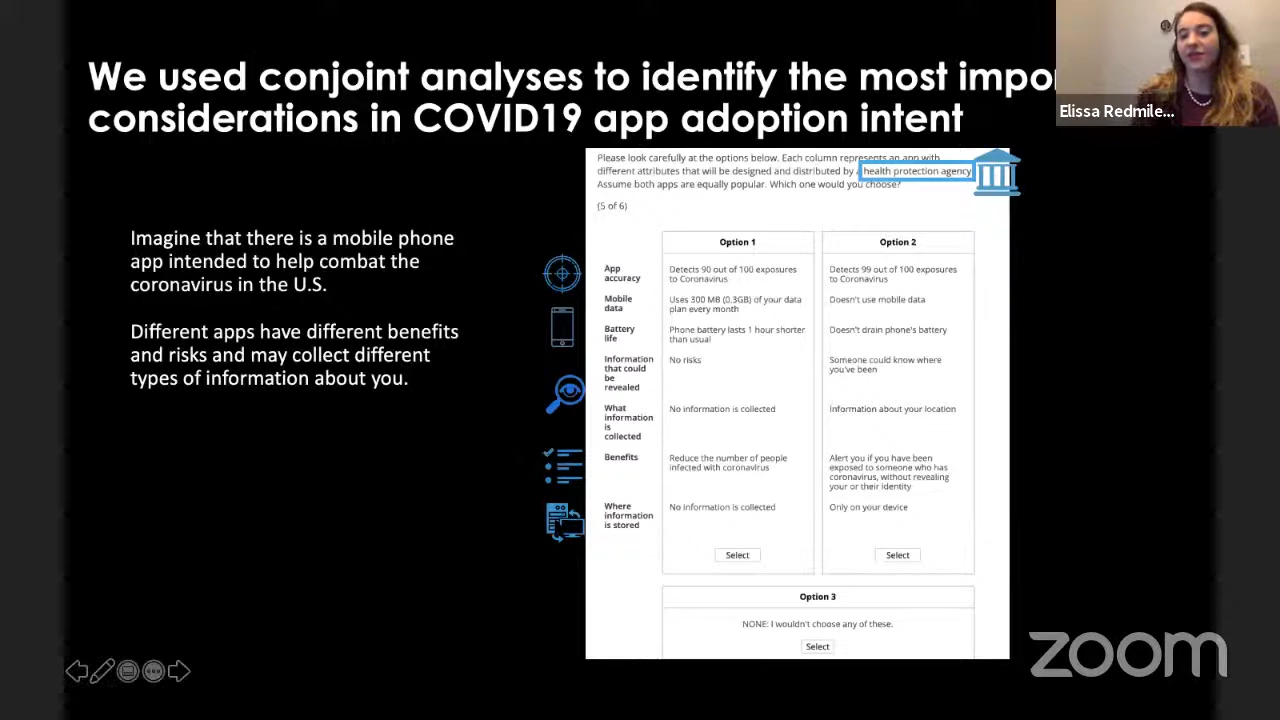 We used conjoint analyses to identify the most impo
considerations in COVID19 app adoption intent
Elissa Redmile...
Imagine that there is a mobile phone
app intended to help combat the
coronavirus in the U.S.
Different apps have different benefits
and risks and may collect different
types of information about you.
Please look carefully at the options below. Each column represents an app with
different attributes that will be designed and distributed by health protection agency
Assume both apps are equally popular. Which one would you choose?
(5 of 6)
Option 1 Option 2
App Detects 90 out of 100 exposures Detects 99 out of 100 exposures
accuracy to Coronavirus to Coronavirus
Mobile Uses 300 MB (0.3GB) of your data Doesn't use mobile data
data plan every month
Battery Phone battery lasts 1 hour shorter Doesn't drain phone's battery
life than usual
Information No risks Someone could know where
that could you've been
be
revealed
What No information is collected Information about your location
information
is
collected
Benefits Reduce the number of people Alert you if you have been
infected with coronavirus exposed to someone who has
coronavirus, without revealing
your or their identity
Where No information is collected Only on your device
information
is stored
Select Select
Option 3
NONE: I wouldn't choose any of these.
Select
zoom